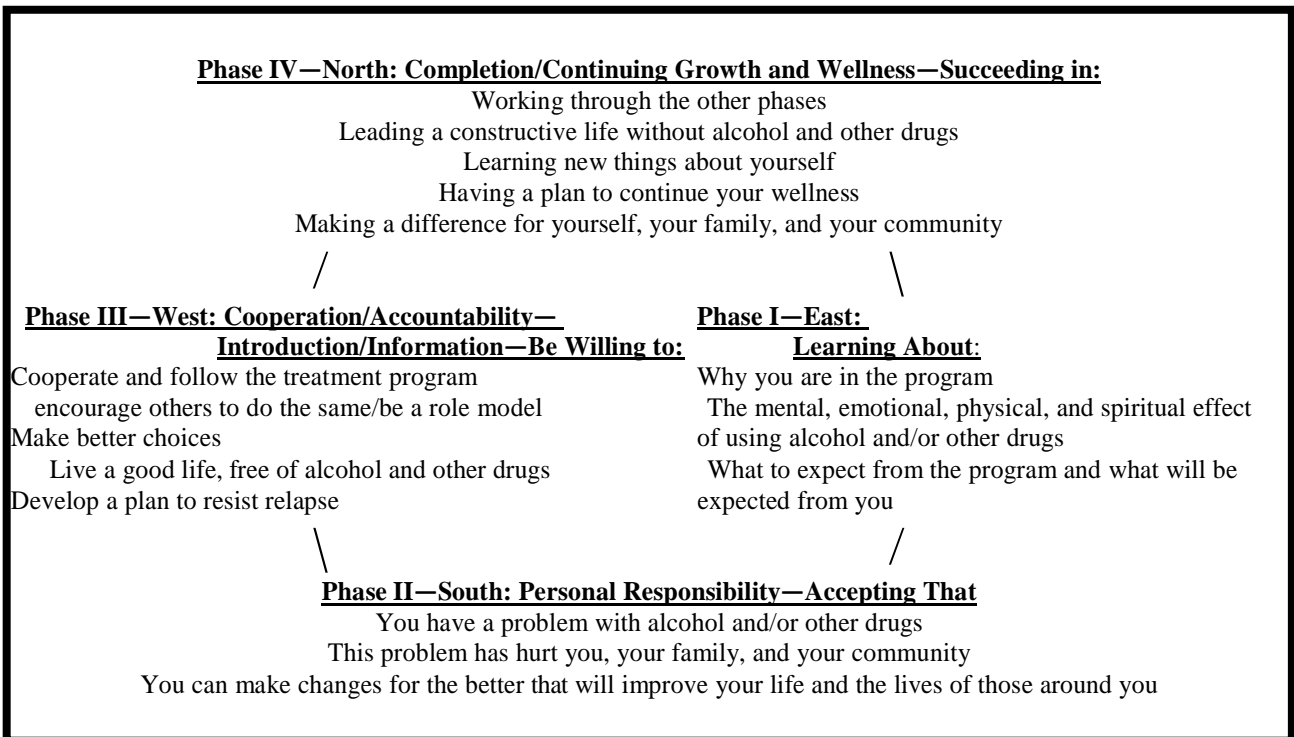 Phase IV—North: Completion/Continuing Growth and Wellness—Succeeding in:
Working through the other phases
Leading a constructive life without alcohol and other drugs
Learning new things about yourself
Having a plan to continue your wellness
Making a difference for yourself, your family, and your community
Phase III—West: Cooperation/Accountability—
Introduction/Information—Be Willing to:
Cooperate and follow the treatment program
encourage others to do the same/be a role model
Make better choices
Live a good life, free of alcohol and other drugs
Develop a plan to resist relapse
Phase I—East:
Learning About:
Why you are in the program
The mental, emotional, physical, and spiritual effect
of using alcohol and/or other drugs
What to expect from the program and what will be
expected from you
Phase II—South: Personal Responsibility—Accepting That
You have a problem with alcohol and/or other drugs
This problem has hurt you, your family, and your community
You can make changes for the better that will improve your life and the lives of those around you